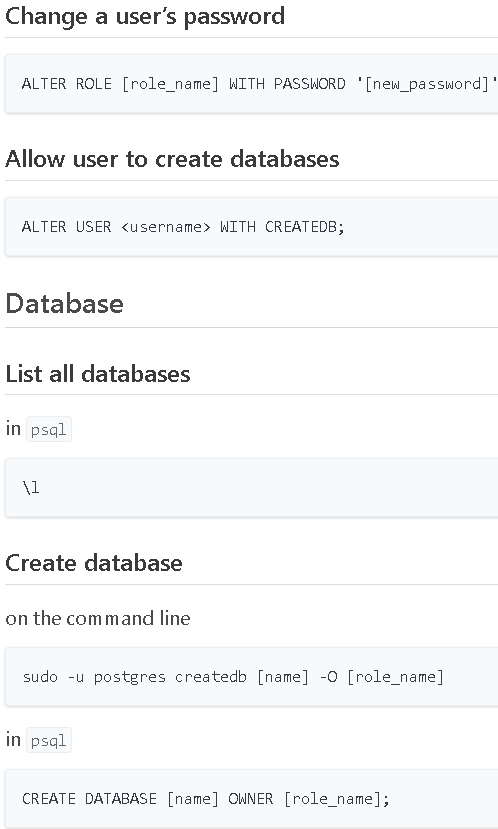 Change a user’s password
ALTER ROLE [role_name] WITH PASSWORD '[new_password]'
Allow user to create databases
ALTER USER <username> WITH CREATEDB;
Database
List all databases
in psql
\l
Create database
on the command line
sudo -u postgres createdb [name] -O [role_name]
in psql
CREATE DATABASE [name] OWNER [role_name];